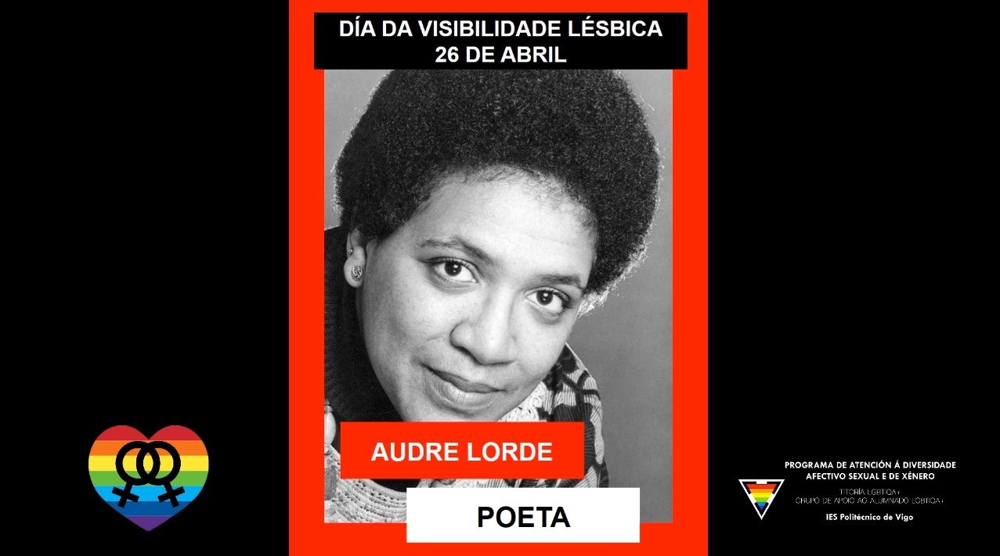 DÍA DA VISIBILIDADE LÉSBICA
26 DE ABRIL
AUDRE LORDE
POETA
PROGRAMA DE ATENCIÓN Á DIVERSIDADE
AFECTIVO SEXUAL E DE XÉNERO
TITORÍA LGBTIQA+
GRUPO DE APOIO AO ALUMNADO LGBTIQA+
IES Politécnico de Vigo